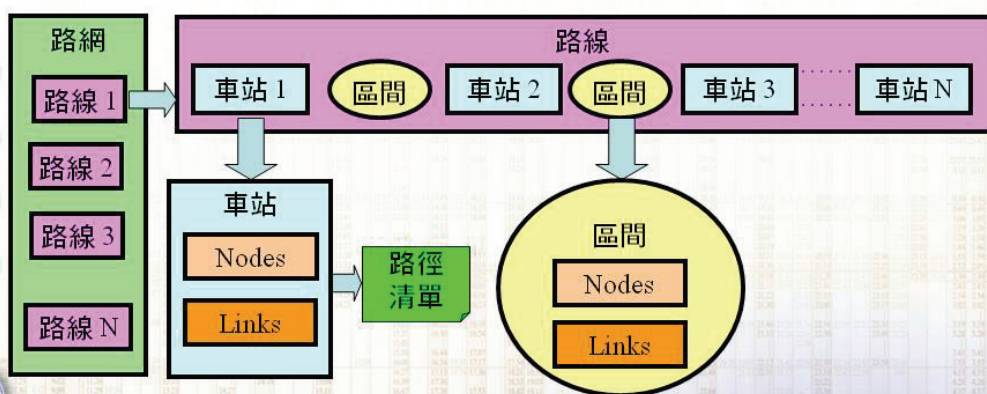 路網
路線 1
路線 2
路線 3
路線 N
路線
車站 1
區間
車站 2
區間
車站 3
車站 N
車站
Nodes
Links
路徑
清單
區間
Nodes
Links